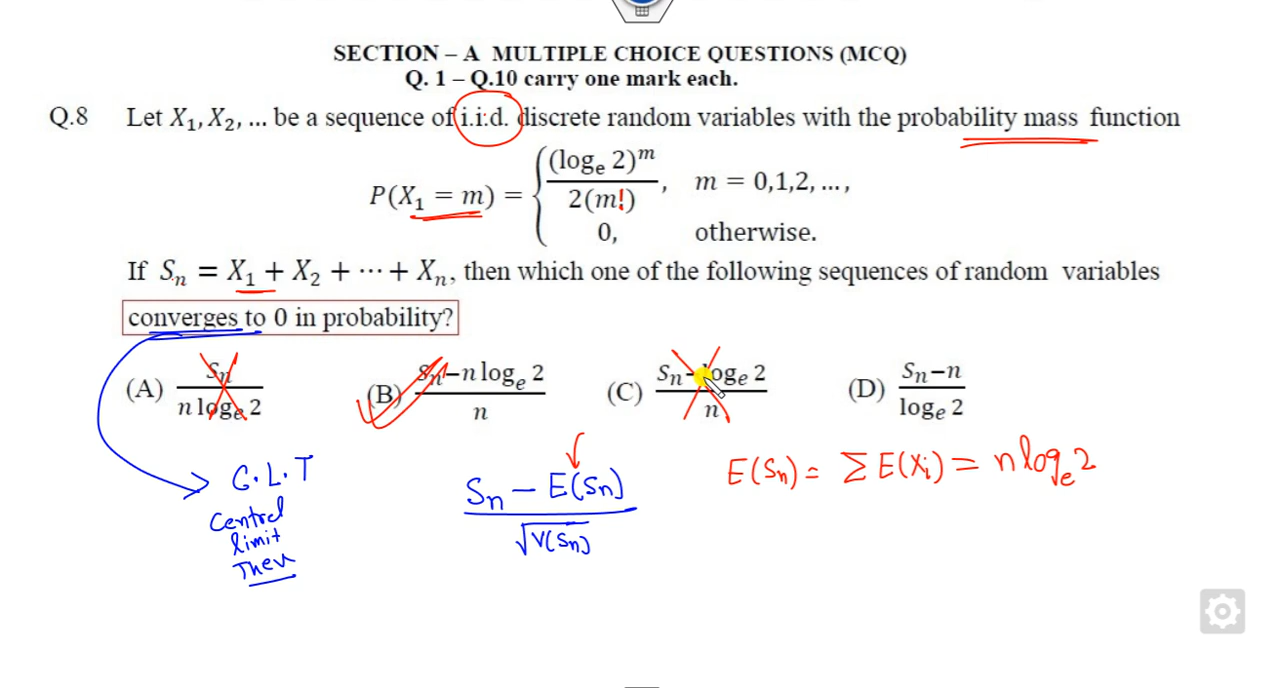 SECTION – A MULTIPLE CHOICE QUESTIONS (MCQ)
Q. 1 – Q.10 carry one mark each.
Q.8 Let X₁, X₂, ... be a sequence of i.i.d. discrete random variables with the probability mass function
P(X₁ = m) = { (logₑ 2)ᵐ / 2(m!), m = 0,1,2, ...,
0, otherwise.
If Sₙ = X₁ + X₂ + ⋯ + Xₙ, then which one of the following sequences of random variables
converges to 0 in probability?
(A) Sₙ / n logₑ 2 (B) Sₙ−n logₑ 2 / n (C) Sₙ−logₑ 2 / n (D) Sₙ−n / logₑ 2
C.L.T
Central
limit
Sₙ − E(Sₙ) / √V(Sₙ)
E(Sₙ) = Σ E(Xᵢ) = n logₑ 2